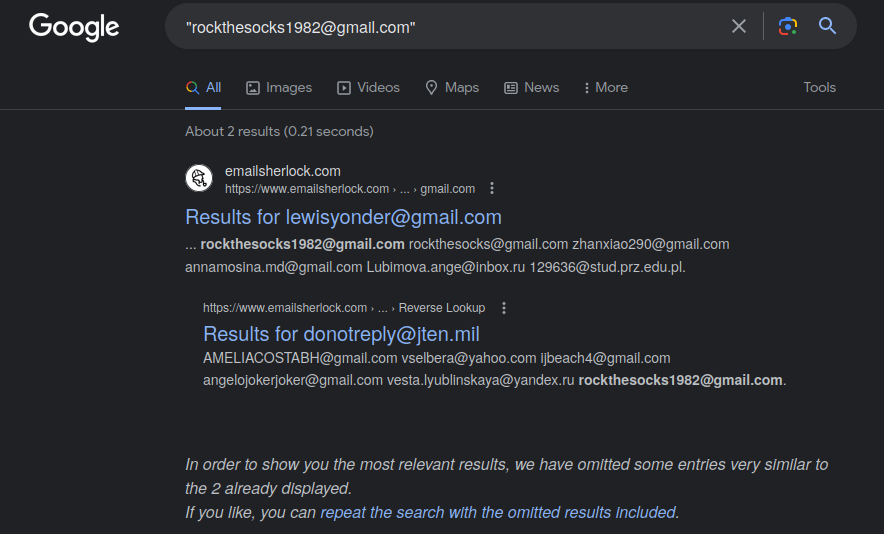 Google
"rockthesocks1982@gmail.com"
All Images Videos Maps News More Tools
About 2 results (0.21 seconds)
emailsherlock.com
https://www.emailsherlock.com › ... › gmail.com
Results for lewisyonder@gmail.com
... rockthesocks1982@gmail.com rockthesocks@gmail.com zhanxiao290@gmail.com
annamosina.md@gmail.com Lubimova.ange@inbox.ru 129636@stud.prz.edu.pl.
https://www.emailsherlock.com › ... › Reverse Lookup
Results for donotreply@jten.mil
AMELIACOSTABH@gmail.com vselbera@yahoo.com ijbeach4@gmail.com
angelojokerjoker@gmail.com vesta.lyublinskaya@yandex.ru rockthesocks1982@gmail.com.
In order to show you the most relevant results, we have omitted some entries very similar to
the 2 already displayed.
If you like, you can repeat the search with the omitted results included.